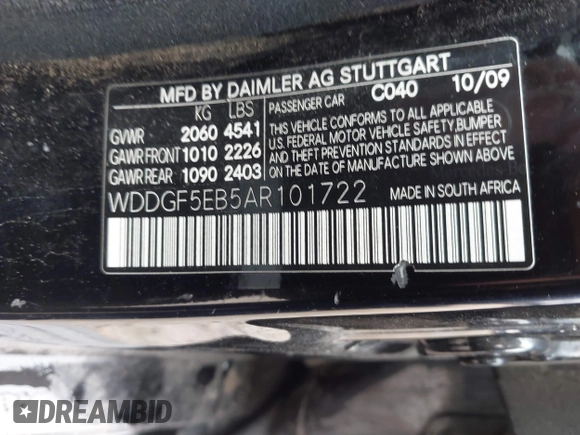 MFD BY DAIMLER AG STUTTGART
KG LBS
GVWR 2060 4541
GAWR FRONT 1010 2226
GAWR REAR 1090 2403
PASSENGER CAR C040 10/09
THIS VEHICLE CONFORMS TO ALL APPLICABLE
U.S. FEDERAL MOTOR VEHICLE SAFETY, BUMPER
AND THEFT PREVENTION STANDARDS IN EFFECT
ON THE DATE OF MANUFACTURE SHOWN ABOVE.
WDDGF5EB5AR101722 MADE IN SOUTH AFRICA
DREAMBID